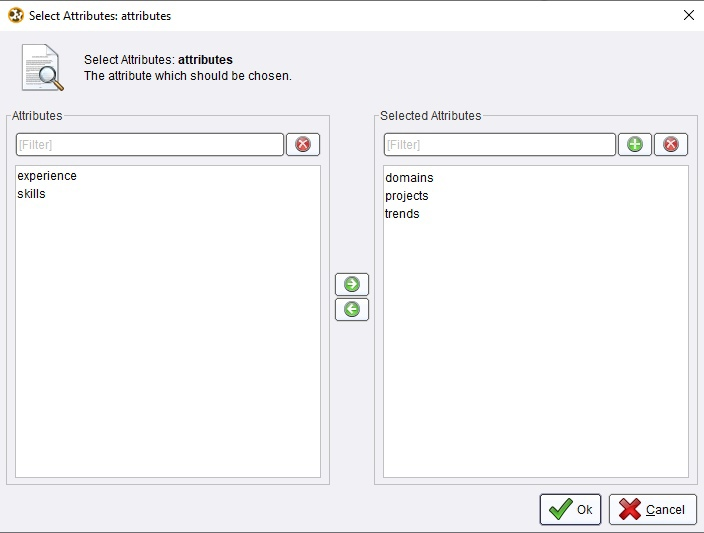 Select Attributes: attributes
Select Attributes: attributes
The attribute which should be chosen.
Attributes
[Filter]
experience
skills
Selected Attributes
[Filter]
domains
projects
trends
Ok
Cancel